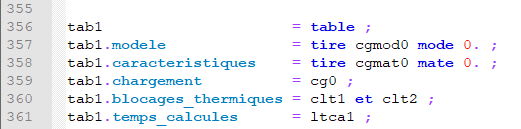 355
356 tab1 = table ;
357 tab1.modele = tire cgmod0 mode 0. ;
358 tab1.caracteristiques = tire cgmat0 mate 0. ;
359 tab1.chargement = cg0 ;
360 tab1.blocages_thermiques = clt1 et clt2 ;
361 tab1.temps_calcules = ltca1 ;